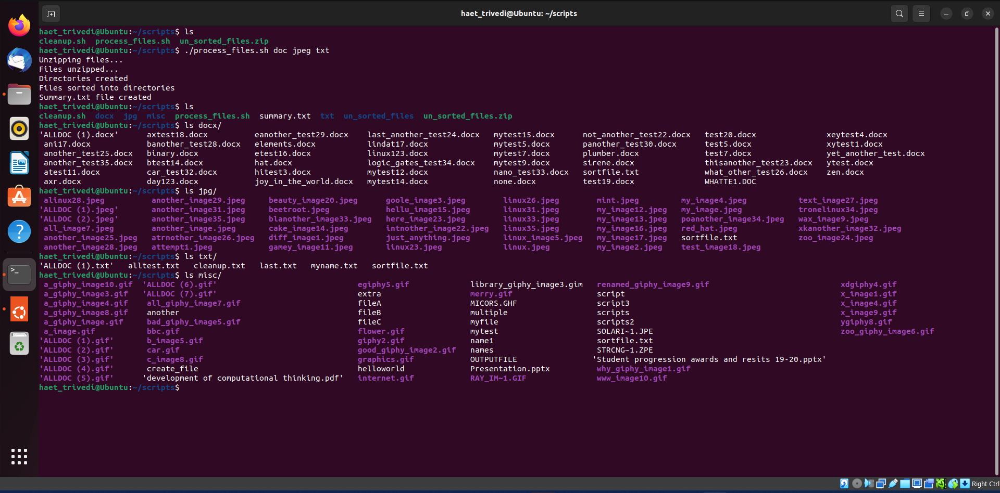 haet_trivedi@Ubuntu: ~/scripts
haet_trivedi@Ubuntu:~/scripts$ ls
cleanup.sh  process_files.sh  un_sorted_files.zip
haet_trivedi@Ubuntu:~/scripts$ ./process_files.sh doc jpeg txt
Unzipping files...
Files unzipped...
Directories created
Files sorted into directories
Summary.txt file created
haet_trivedi@Ubuntu:~/scripts$ ls
cleanup.sh  docx  jpg  misc  process_files.sh  summary.txt  txt  un_sorted_files  un_sorted_files.zip
haet_trivedi@Ubuntu:~/scripts$ ls docx/
'ALLDOC (1).docx'  axtest18.docx  eanother_test29.docx  last_another_test24.docx  mytest15.docx  not_another_test22.docx  test20.docx  xeytest4.docx
ani17.docx  banother_test28.docx  elements.docx  lindat17.docx  mytest5.docx  panother_test30.docx  test5.docx  xytest1.docx
another_test25.docx  binary.docx  etest16.docx  linux123.docx  mytest7.docx  plumber.docx  test7.docx  yet_another_test.docx
another_test35.docx  btest14.docx  hat.docx  logic_gates_test34.docx  mytest9.docx  sirene.docx  thisanother_test23.docx  ytest.docx
atest11.docx  car_test32.docx  hitest3.docx  mytest12.docx  nano_test33.docx  sortfile.txt  what_other_test26.docx  zen.docx
axr.docx  day123.docx  joy_in_the_world.docx  mytest14.docx  none.docx  test19.docx  WHATTE1.DOC
haet_trivedi@Ubuntu:~/scripts$ ls jpg/
alinux28.jpeg  another_image29.jpeg  beauty_image20.jpeg  goole_image3.jpeg  linux26.jpeg  mint.jpeg  my_image4.jpeg  text_image27.jpeg
'ALLDOC (1).jpeg'  another_image31.jpeg  beetroot.jpeg  hellu_image15.jpeg  linux31.jpeg  my_image12.jpeg  my_image.jpeg  tronelinux34.jpeg
'ALLDOC (2).jpeg'  another_image35.jpeg  blanother_image33.jpeg  here_image23.jpeg  linux33.jpeg  my_image13.jpeg  poanother_image34.jpeg  wax_image9.jpeg
all_image7.jpeg  another_image.jpeg  cake_image14.jpeg  intnother_image22.jpeg  linux35.jpeg  my_image16.jpeg  red_hat.jpeg  xkanother_image32.jpeg
another_image25.jpeg  atrnother_image26.jpeg  diff_image1.jpeg  just_anything.jpeg  linux_image5.jpeg  my_image17.jpeg  sortfile.txt  zoo_image24.jpeg
another_image28.jpeg  attempt1.jpeg  gamey_image11.jpeg  linux23.jpeg  linux.jpeg  my_image2.jpeg  test_image18.jpeg
haet_trivedi@Ubuntu:~/scripts$ ls txt/
'ALLDOC (1).txt'  alltest.txt  cleanup.txt  last.txt  myname.txt  sortfile.txt
haet_trivedi@Ubuntu:~/scripts$ ls misc/
a_giphy_image10.gif  'ALLDOC (6).gif'  egiphy5.gif  library_giphy_image3.gim  renamed_giphy_image9.gif  xdgiphy4.gif
a_giphy_image3.gif  'ALLDOC (7).gif'  extra  merry.gif  script  x_image1.gif
a_giphy_image4.gif  all_giphy_image7.gif  fileA  MICORS.GHF  script3  x_image4.gif
a_giphy_image8.gif  another  fileB  multiple  scripts  x_image9.gif
a_giphy_image.gif  bad_giphy_image5.gif  fileC  myfile  scripts2  ygiphy8.gif
a_image.gif  bbc.gif  flower.gif  mytest  SOLARI~1.JPE  zoo_giphy_image6.gif
'ALLDOC (1).gif'  b_image5.gif  giphy2.gif  name1  sortfile.txt
'ALLDOC (2).gif'  car.gif  good_giphy_image2.gif  names  STRCNG~1.ZPE
'ALLDOC (3).gif'  c_image8.gif  graphics.gif  OUTPUTFILE  'Student progression awards and resits 19-20.pptx'
'ALLDOC (4).gif'  create_file  helloworld  Presentation.pptx  why_giphy_image1.gif
'ALLDOC (5).gif'  'development of computational thinking.pdf'  internet.gif  RAY_IM~1.GIF  www_image10.gif
haet_trivedi@Ubuntu:~/scripts$
Right Ctrl